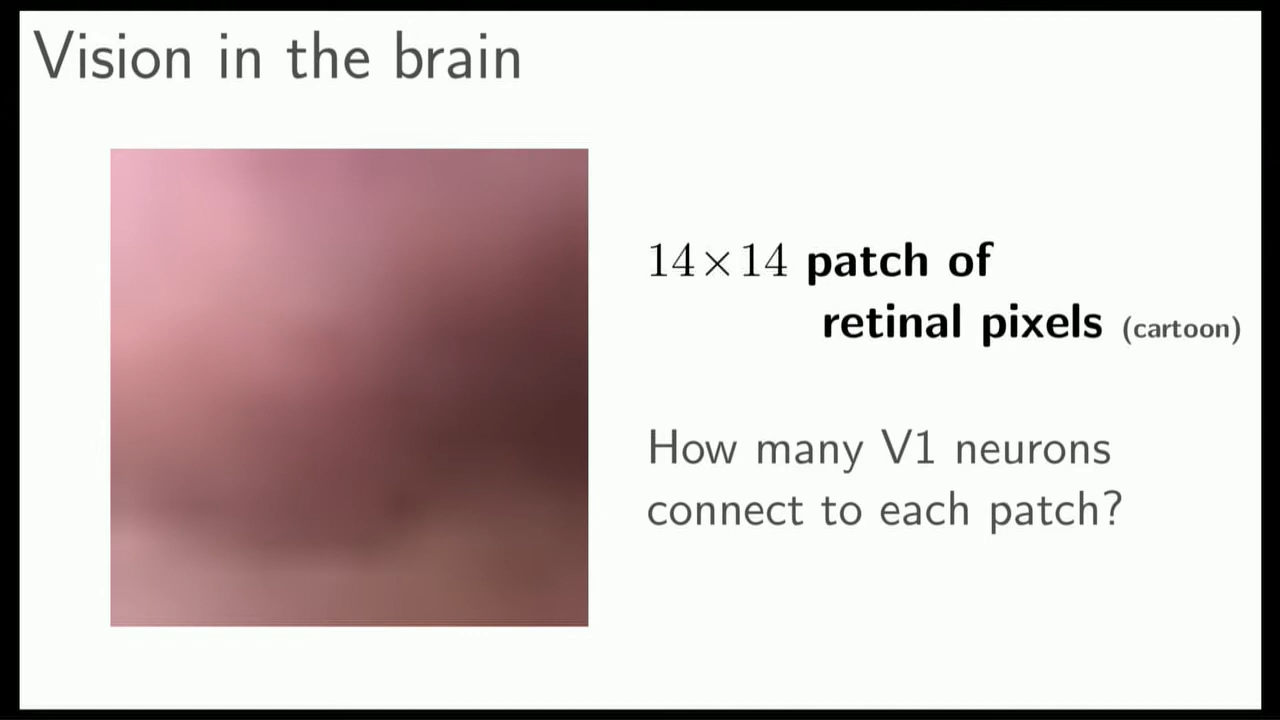 Vision in the brain
14×14 patch of
retinal pixels (cartoon)
How many V1 neurons
connect to each patch?